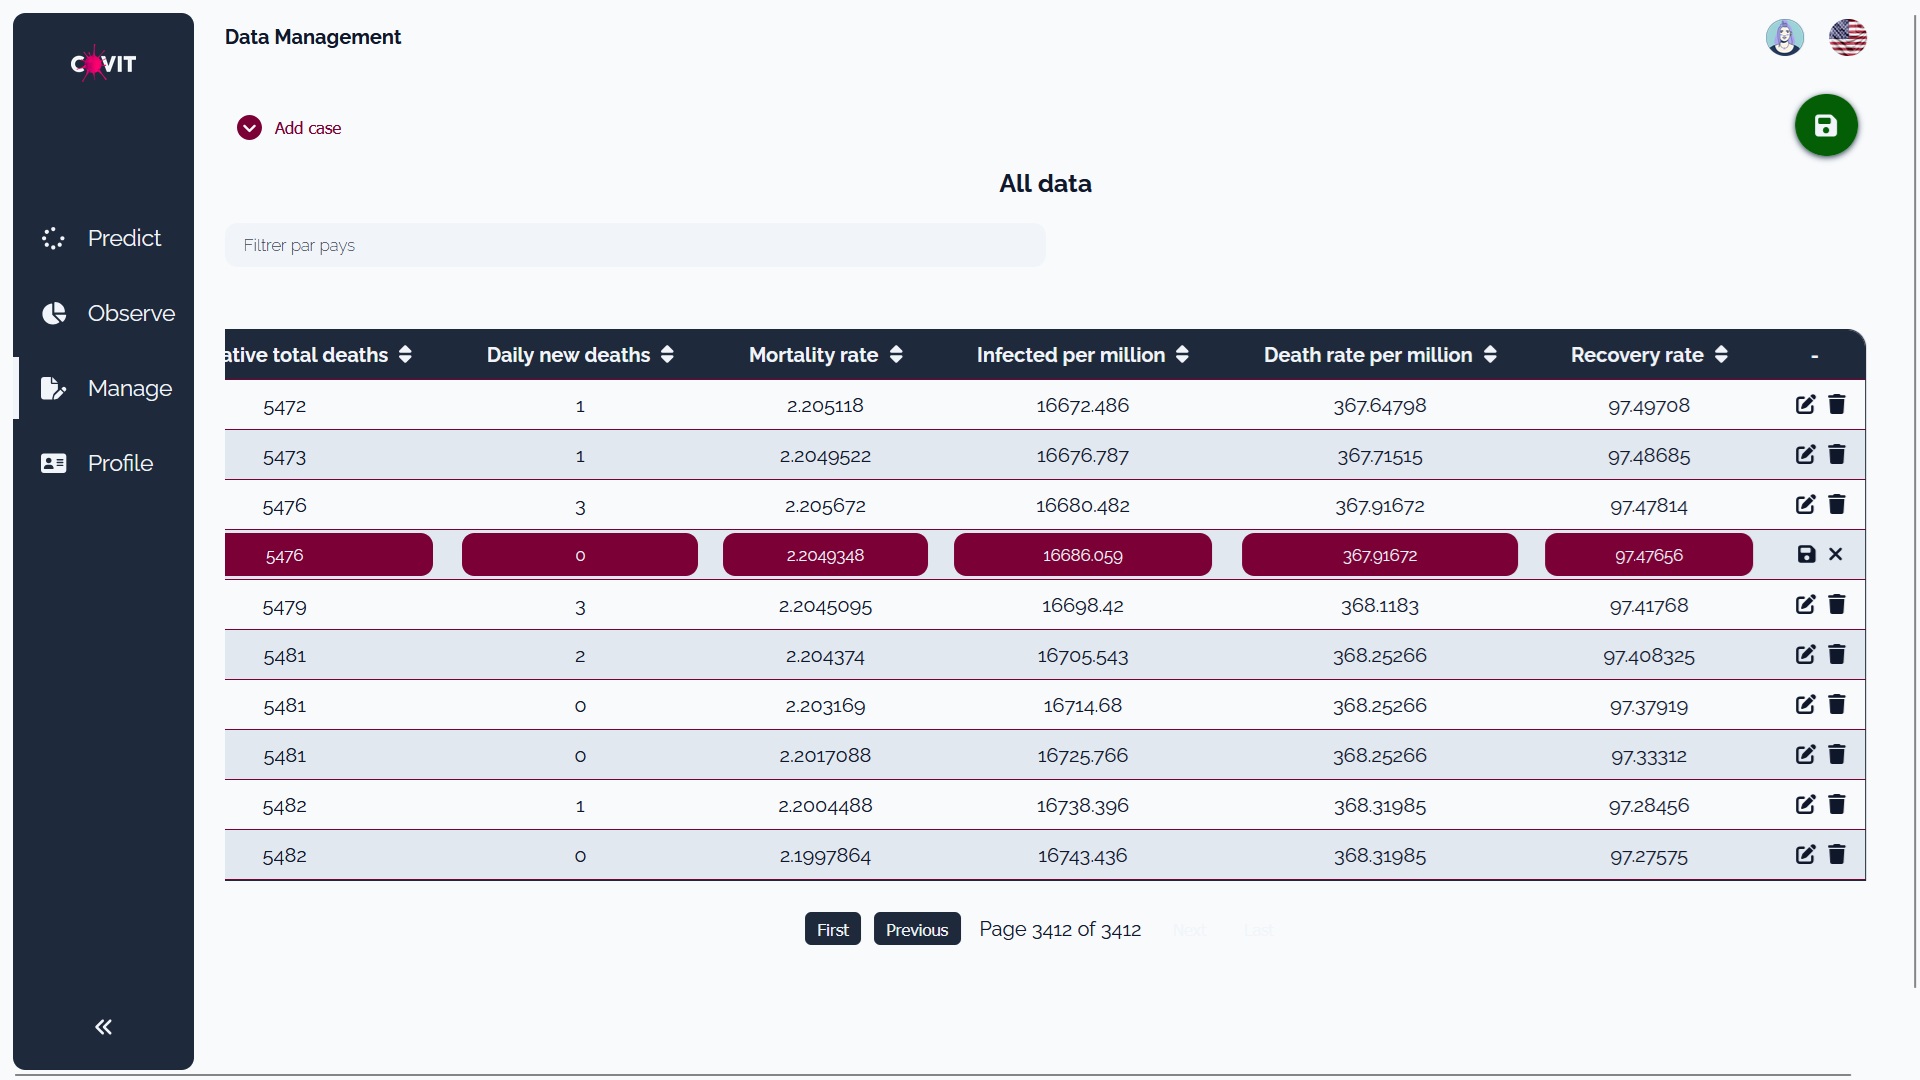 COVIT
Data Management
Add case
All data
Filtrer par pays
Predict
Observe
Manage
Profile
ative total deaths Daily new deaths Mortality rate Infected per million Death rate per million Recovery rate -
5472 1 2.205118 16672.486 367.64798 97.49708
5473 1 2.2049522 16676.787 367.71515 97.48685
5476 3 2.205672 16680.482 367.91672 97.47814
5476 0 2.2049348 16686.059 367.91672 97.47656
5479 3 2.2045095 16698.42 368.1183 97.41768
5481 2 2.204374 16705.543 368.25266 97.408325
5481 0 2.203169 16714.68 368.25266 97.37919
5481 0 2.2017088 16725.766 368.25266 97.33312
5482 1 2.2004488 16738.396 368.31985 97.28456
5482 0 2.1997864 16743.436 368.31985 97.27575
First Previous Page 3412 of 3412 Next Last